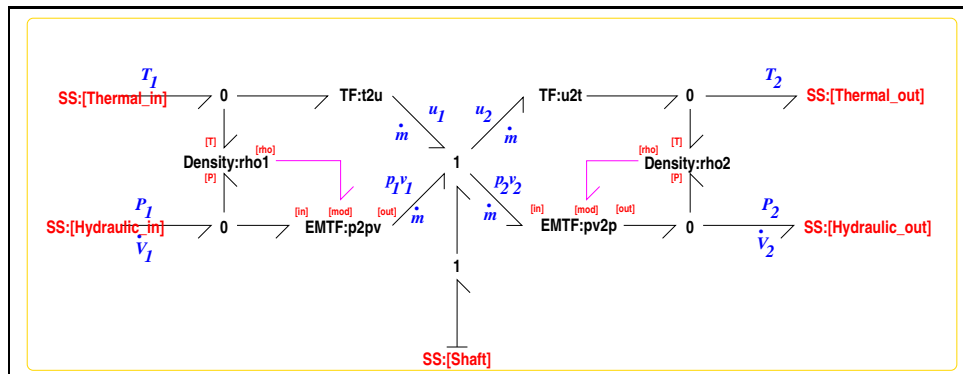 T1 u1 u2 T2
SS:[Thermal_in] 0 TF:t2u TF:u2t 0 SS:[Thermal_out]
ṁ ṁ
[T] [T]
[rho] [rho]
Density:rho1 1 Density:rho2
[P] [P]
P1 p1v1 p2v2 P2
[in] [mod] [out] ṁ ṁ [in] [mod] [out]
SS:[Hydraulic_in] 0 EMTF:p2pv EMTF:pv2p 0 SS:[Hydraulic_out]
V̇1 V̇2
1
SS:[Shaft]